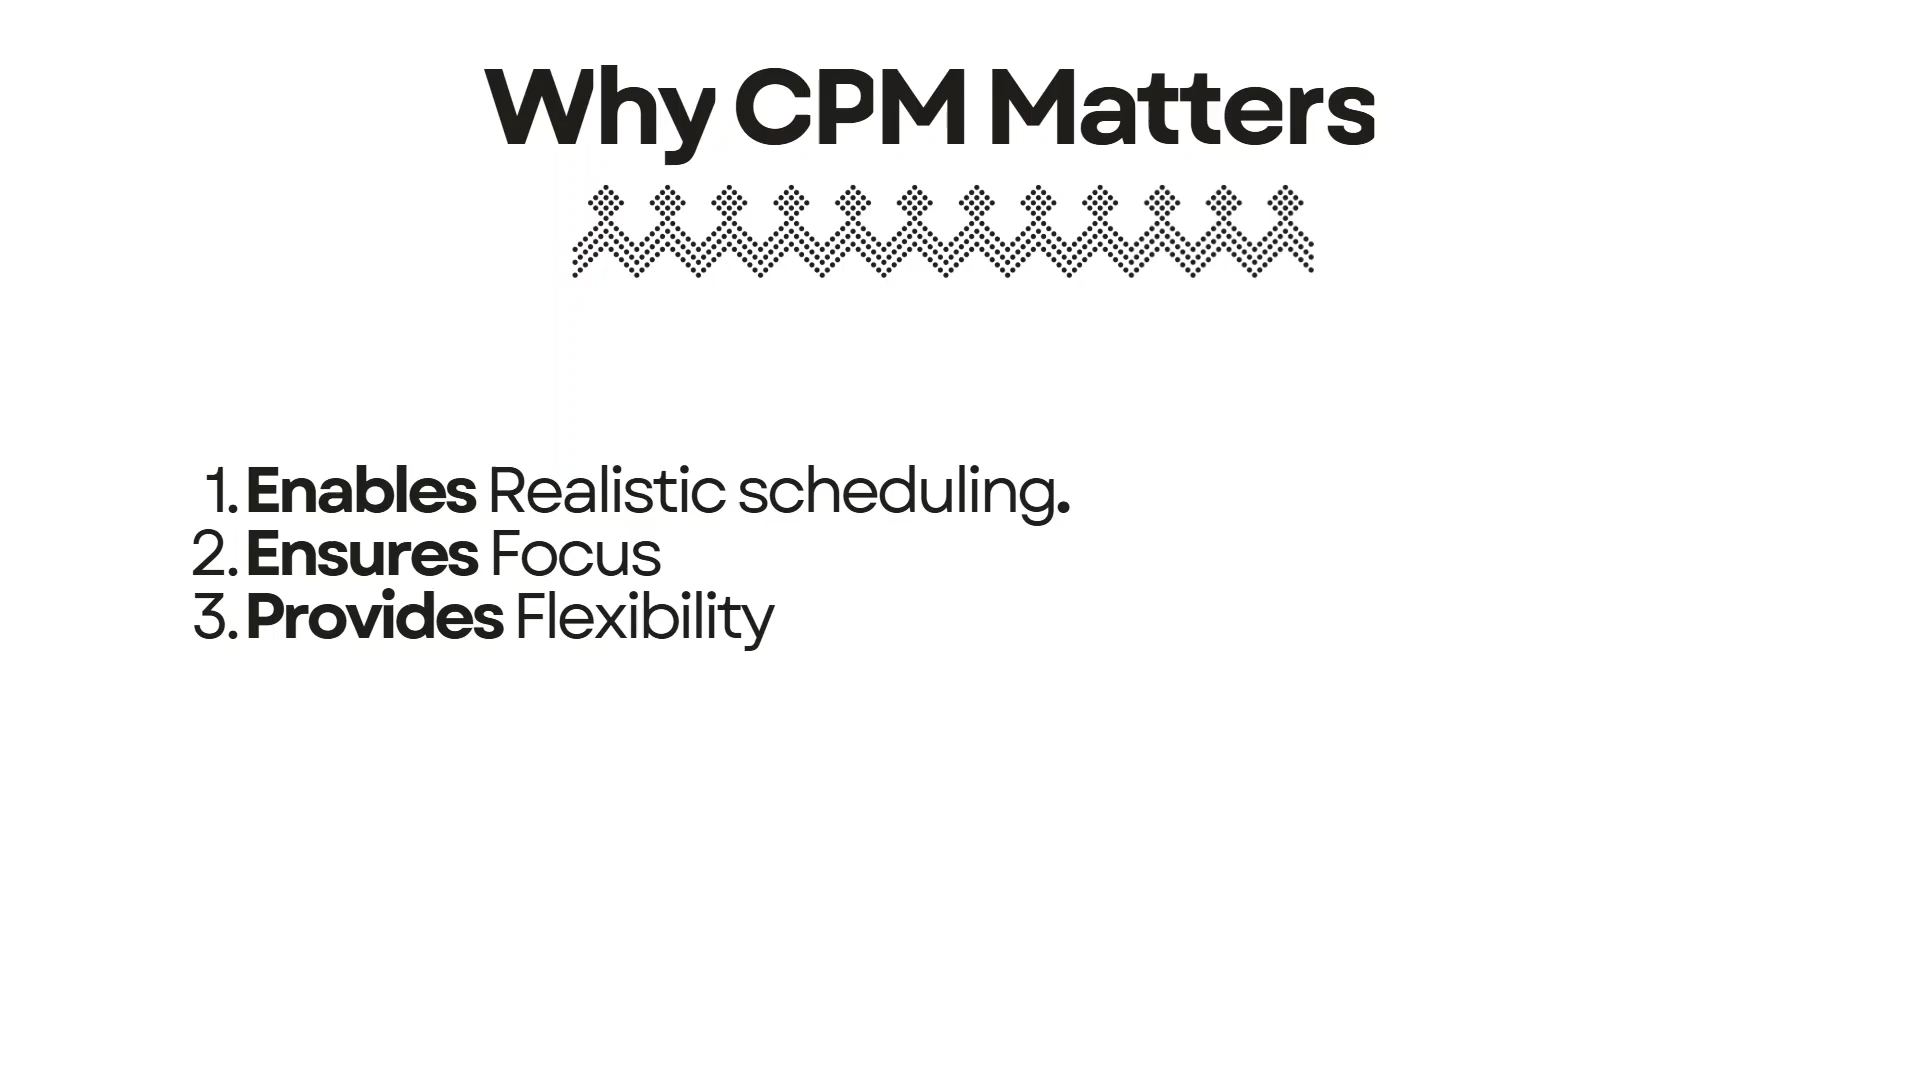 Why CPM Matters
1. Enables Realistic scheduling.
2. Ensures Focus
3. Provides Flexibility